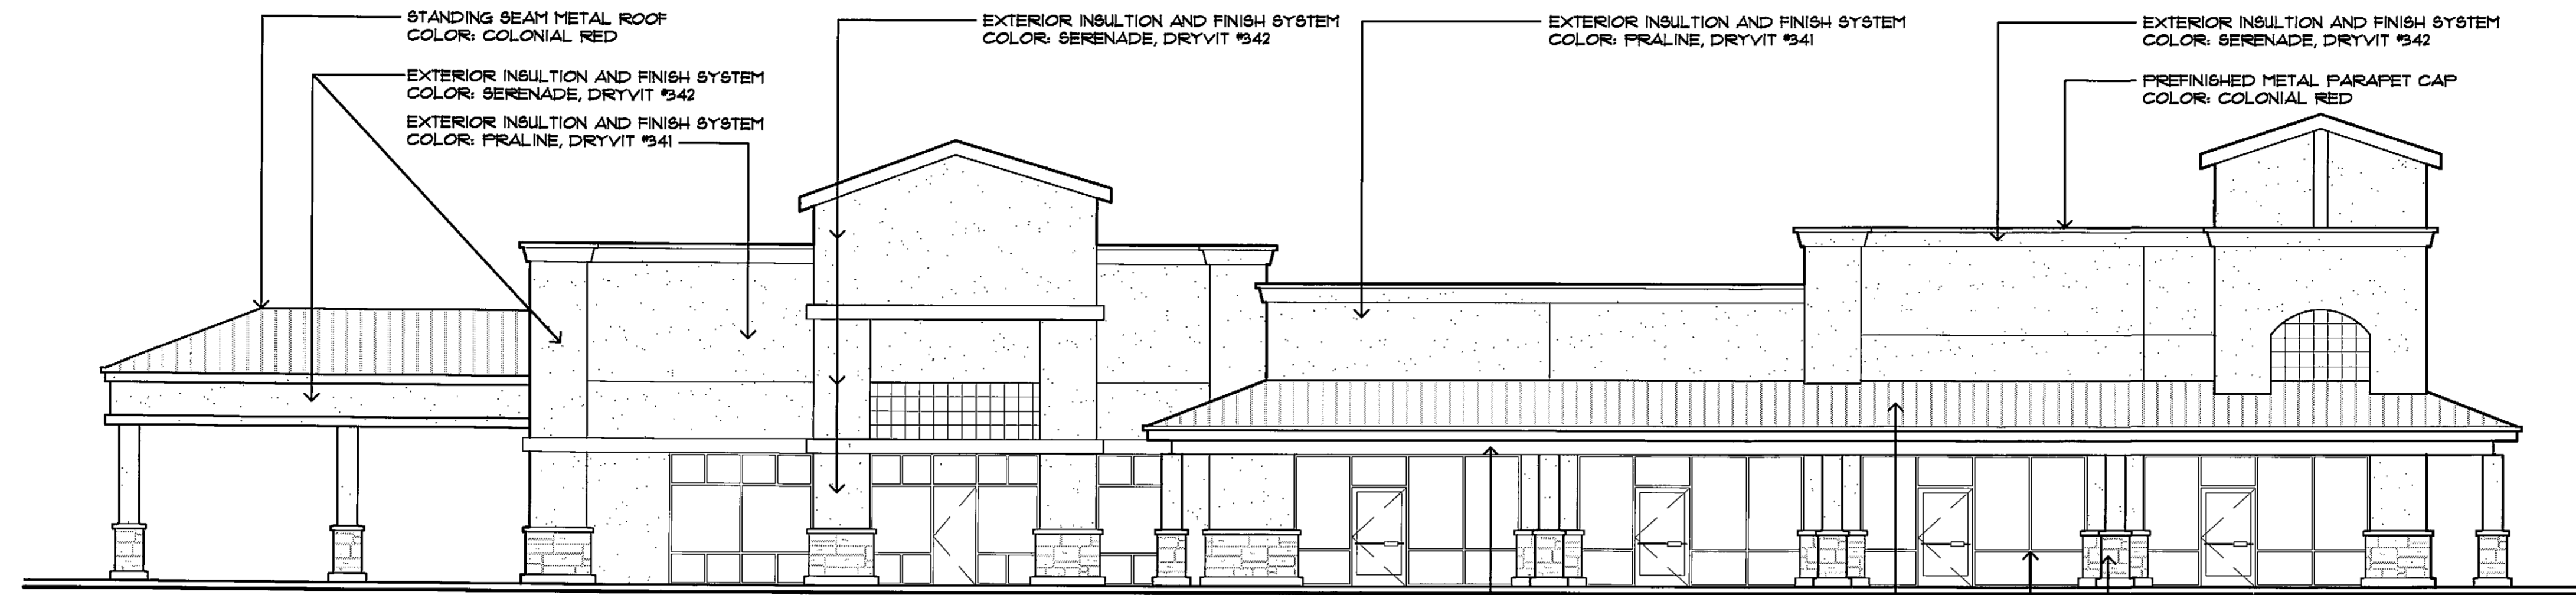 STANDING SEAM METAL ROOF
COLOR: COLONIAL RED
EXTERIOR INSULTION AND FINISH SYSTEM
COLOR: SERENADE, DRYVIT #342
EXTERIOR INSULTION AND FINISH SYSTEM
COLOR: PRALINE, DRYVIT #341
EXTERIOR INSULTION AND FINISH SYSTEM
COLOR: SERENADE, DRYVIT #342
EXTERIOR INSULTION AND FINISH SYSTEM
COLOR: PRALINE, DRYVIT #341
EXTERIOR INSULTION AND FINISH SYSTEM
COLOR: SERENADE, DRYVIT #342
PREFINISHED METAL PARAPET CAP
COLOR: COLONIAL RED